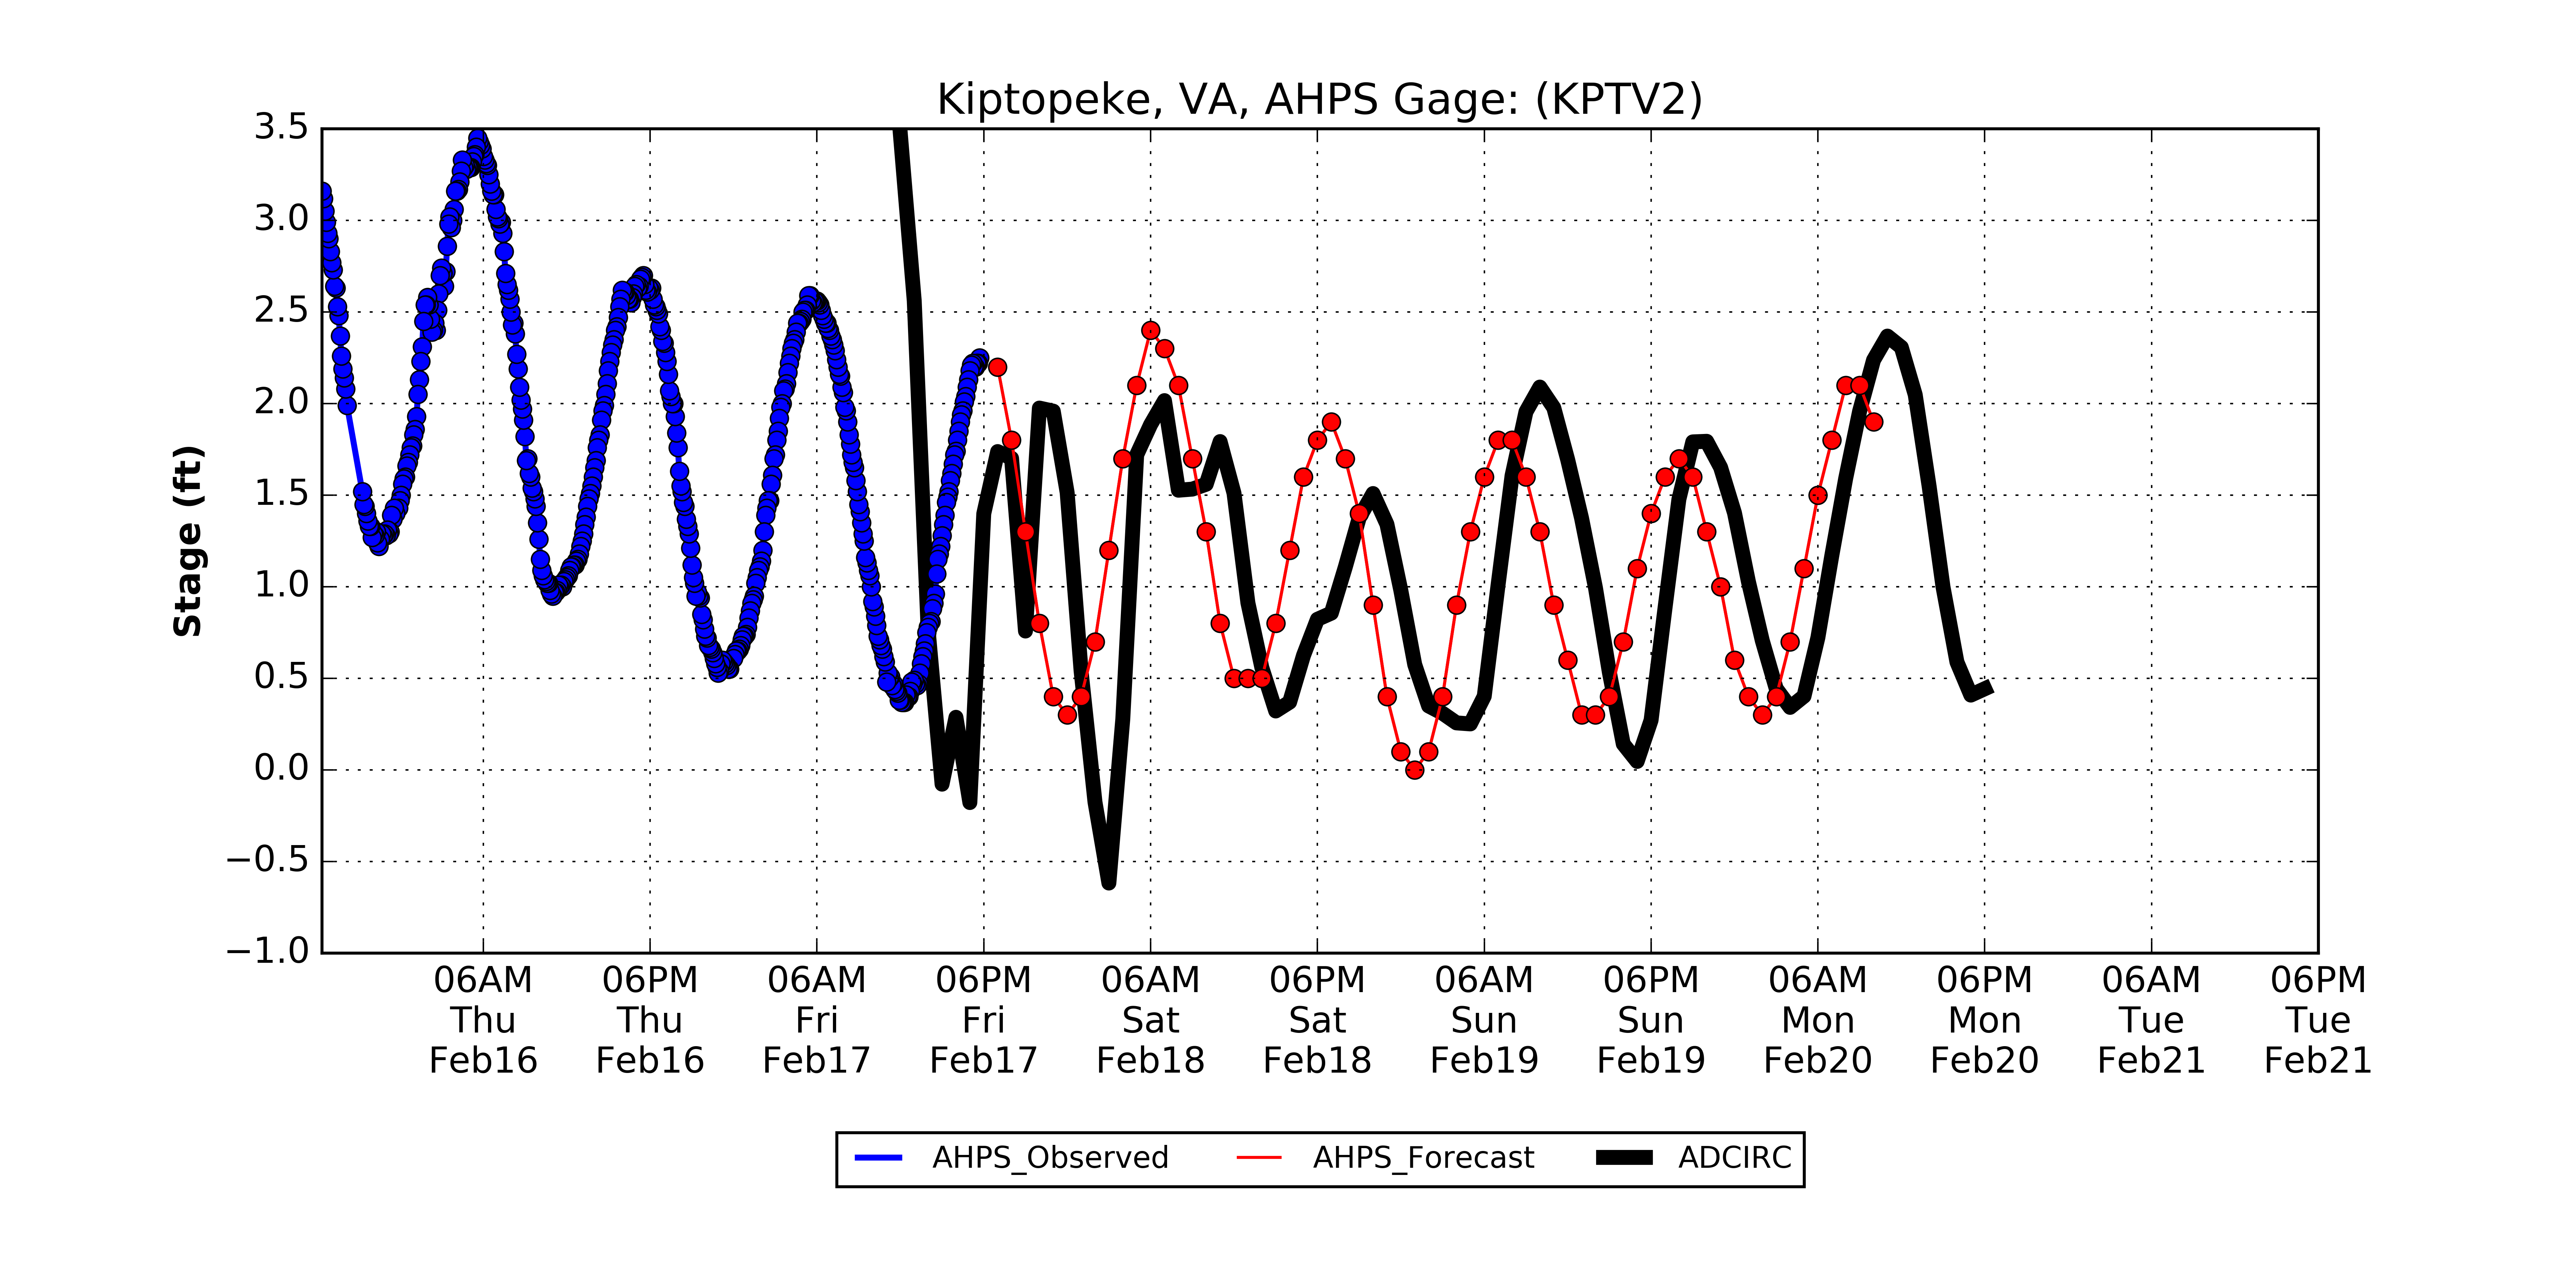 Kiptopeke, VA, AHPS Gage: (KPTV2)
3.5
3.0
2.5
2.0
1.5
1.0
0.5
0.0
−0.5
−1.0
Stage (ft)
06AM 06PM 06AM 06PM 06AM 06PM 06AM 06PM 06AM 06PM 06AM 06PM
Thu Thu Fri Fri Sat Sat Sun Sun Mon Mon Tue Tue
Feb16 Feb16 Feb17 Feb17 Feb18 Feb18 Feb19 Feb19 Feb20 Feb20 Feb21 Feb21
AHPS_Observed AHPS_Forecast ADCIRC